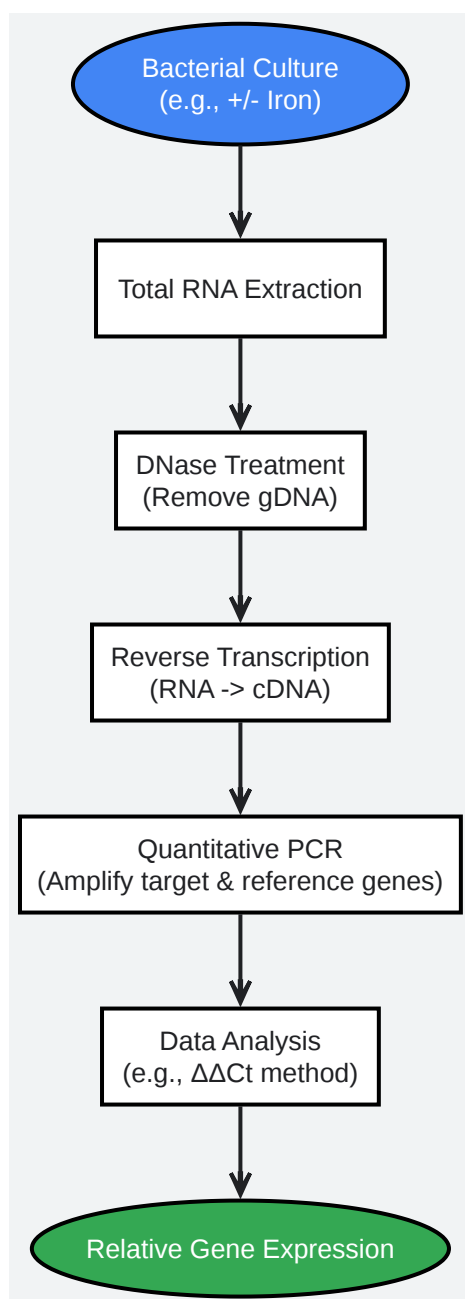 Bacterial Culture
(e.g., +/- Iron)
Total RNA Extraction
DNase Treatment
(Remove gDNA)
Reverse Transcription
(RNA -> cDNA)
Quantitative PCR
(Amplify target & reference genes)
Data Analysis
(e.g., ΔΔCt method)
Relative Gene Expression